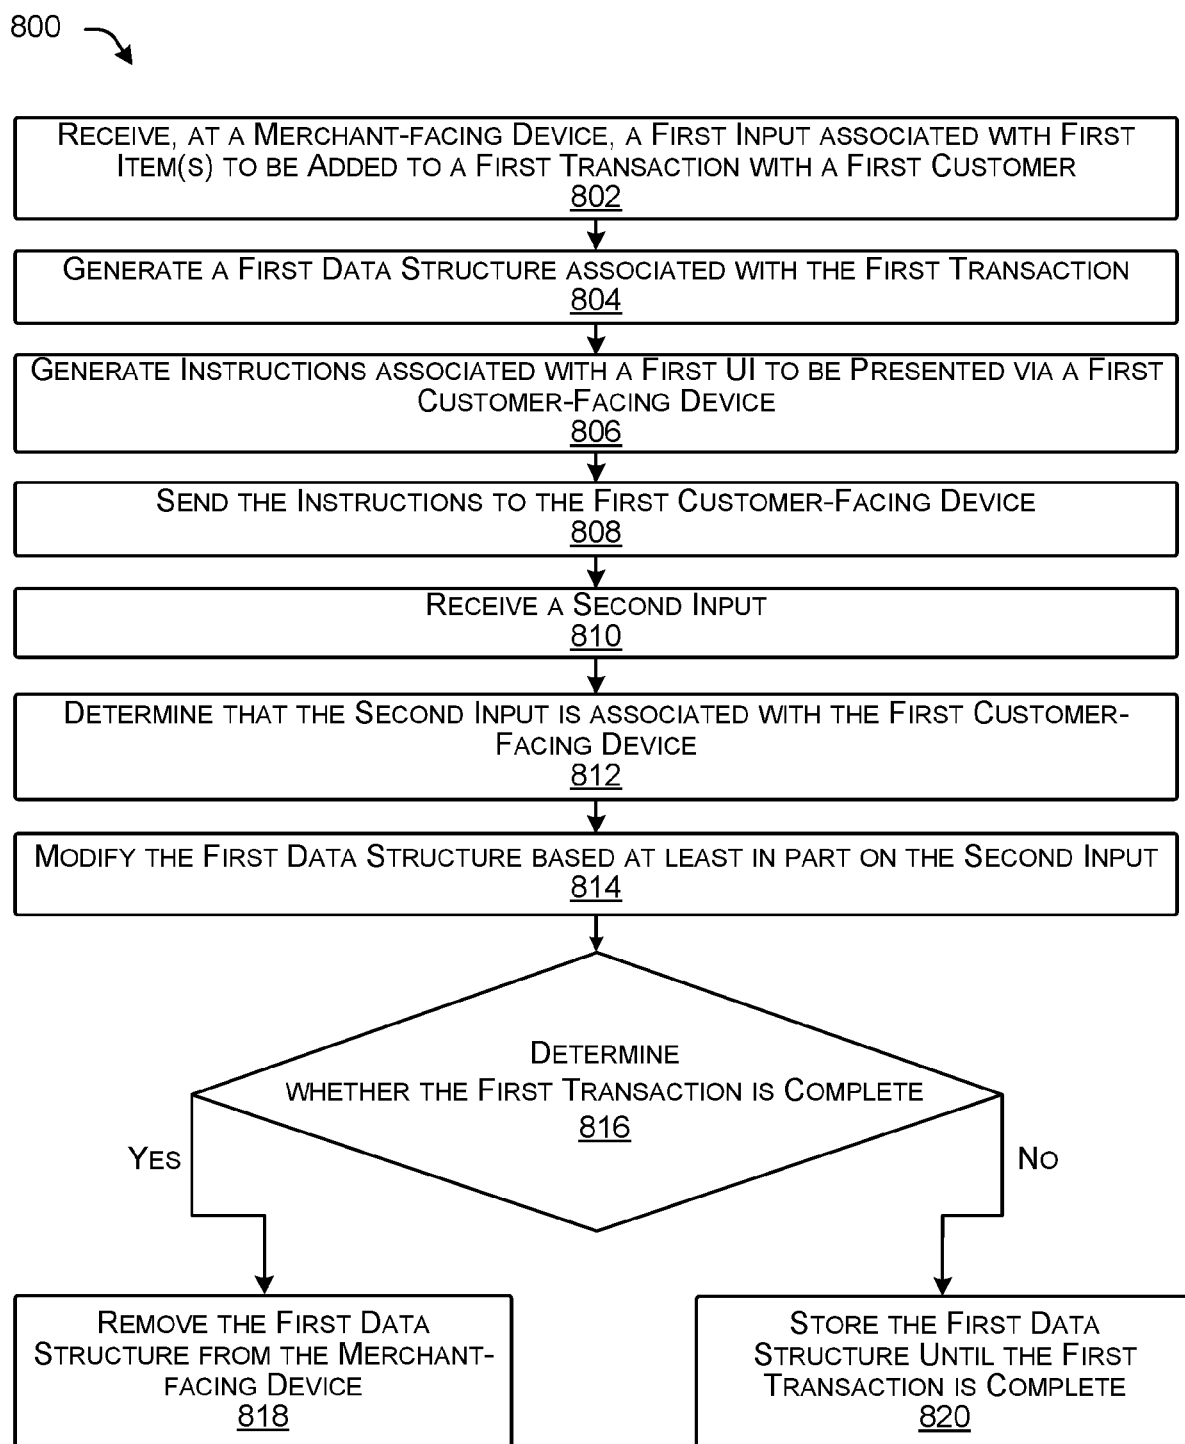 800
Receive, at a Merchant-facing Device, a First Input associated with First
Item(s) to be Added to a First Transaction with a First Customer
802
Generate a First Data Structure associated with the First Transaction
804
Generate Instructions associated with a First UI to be Presented via a First
Customer-Facing Device
806
Send the Instructions to the First Customer-Facing Device
808
Receive a Second Input
810
Determine that the Second Input is associated with the First Customer-
Facing Device
812
Modify the First Data Structure based at least in part on the Second Input
814
Determine
whether the First Transaction is Complete
816
Yes
No
Remove the First Data
Structure from the Merchant-
facing Device
818
Store the First Data
Structure Until the First
Transaction is Complete
820